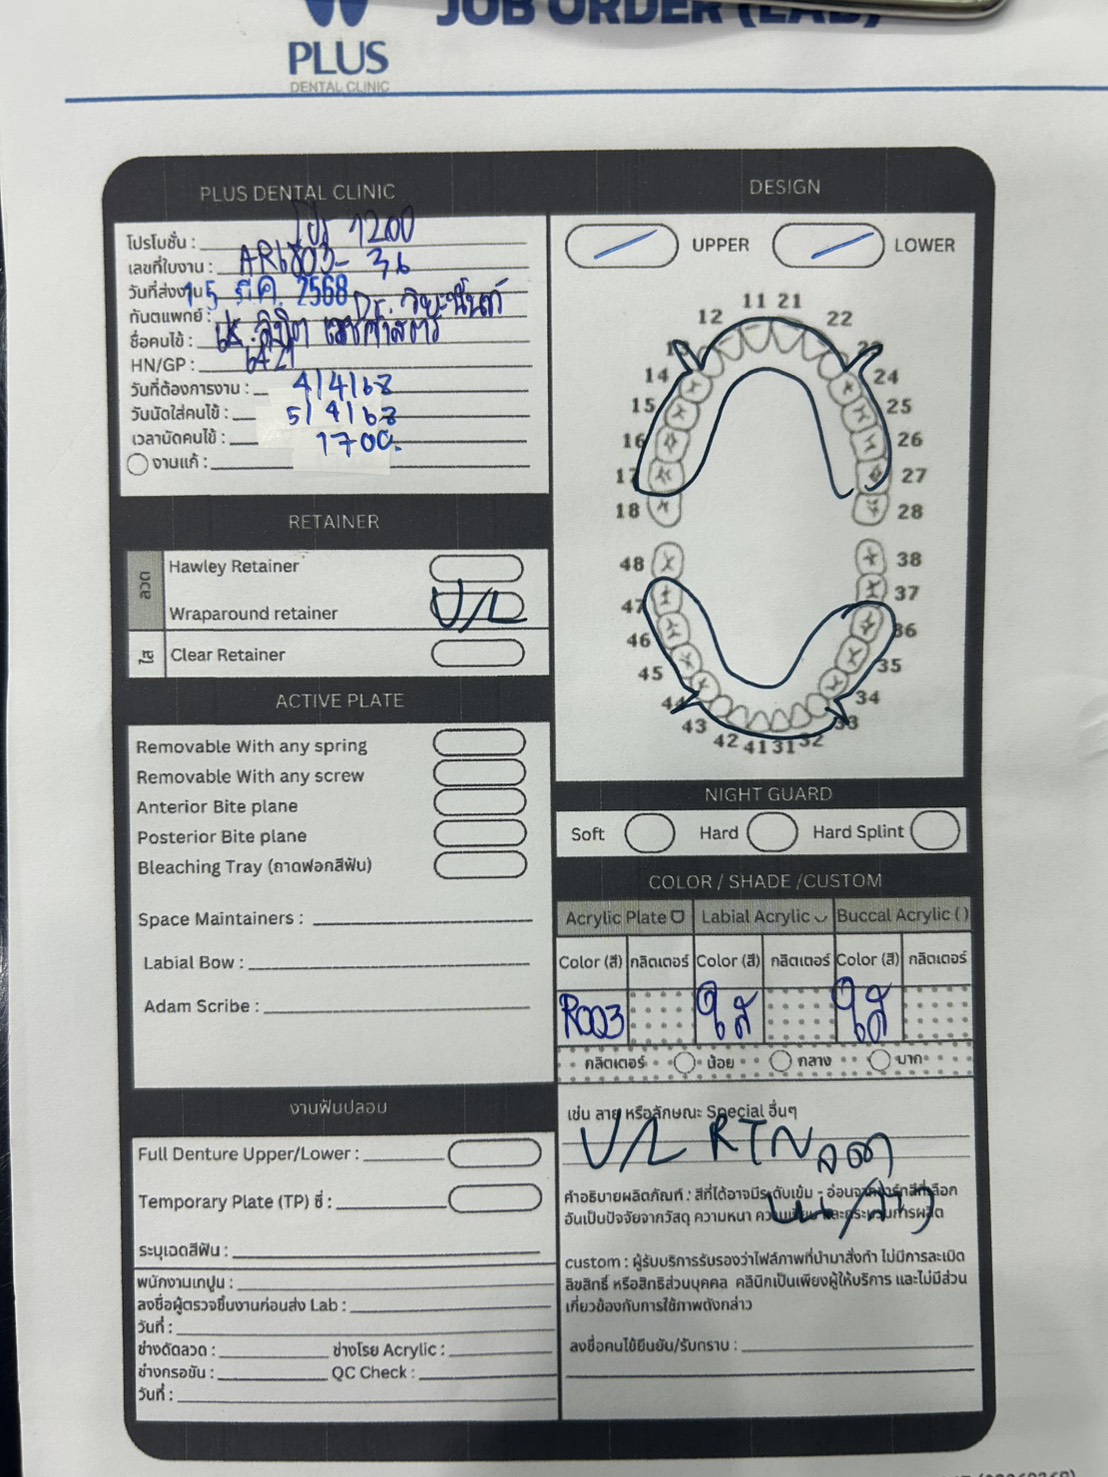 JOB ORDER (LAB)
PLUS
DENTAL CLINIC
PLUS DENTAL CLINIC
โปรโมชั่น : โปร 1200
เลขที่ใบงาน : AR6803-36
วันที่ส่งงาน 15 มี.ค. 2568
ทันตแพทย์ : Dr.
ชื่อคนไข้ :
HN/GP : 6421
วันที่ต้องการงาน : 4/4/68
วันนัดใส่คนไข้ : 5/4/68
เวลานัดคนไข้ : 1700.
งานแก้ :
RETAINER
ลวด
Hawley Retainer
Wraparound retainer U/L
ใส
Clear Retainer
ACTIVE PLATE
Removable With any spring
Removable With any screw
Anterior Bite plane
Posterior Bite plane
Bleaching Tray (ถาดฟอกสีฟัน)
Space Maintainers :
Labial Bow :
Adam Scribe :
งานฟันปลอม
Full Denture Upper/Lower :
Temporary Plate (TP) ซี่ :
ระบุเฉดสีฟัน :
พนักงานเทปูน :
ลงชื่อผู้ตรวจชิ้นงานก่อนส่ง Lab :
วันที่ :
ช่างดัดลวด : ช่างโรย Acrylic :
ช่างกรอขัน : QC Check :
วันที่ :
DESIGN
UPPER LOWER
11 21
12 22
13 23
14 24
15 25
16 26
17 27
18 28
48 38
47 37
46 36
45 35
44 34
43 33
42 41 31 32
NIGHT GUARD
Soft Hard Hard Splint
COLOR / SHADE /CUSTOM
Acrylic Plate Labial Acrylic Buccal Acrylic ( )
Color (สี) กลิตเตอร์ Color (สี) กลิตเตอร์ Color (สี) กลิตเตอร์
R003 ใส ใส
กลิตเตอร์ น้อย กลาง มาก
เช่น ลาย หรือลักษณะ Special อื่นๆ
U/L RTN ลวด
บน/ล่าง
คำอธิบายผลิตภัณฑ์ : สีที่ได้อาจมีระดับเข้ม - อ่อนจากชาร์ทสีที่เลือก
อันเป็นปัจจัยจากวัสดุ ความหนา และกระบวนการผลิต
custom : ผู้รับบริการรับรองว่าไฟล์ภาพที่นำมาสั่งทำ ไม่มีการละเมิด
ลิขสิทธิ์ หรือสิทธิส่วนบุคคล คลินิกเป็นเพียงผู้ให้บริการ และไม่มีส่วน
เกี่ยวข้องกับการใช้ภาพดังกล่าว
ลงชื่อคนไข้ยืนยัน/รับทราบ :